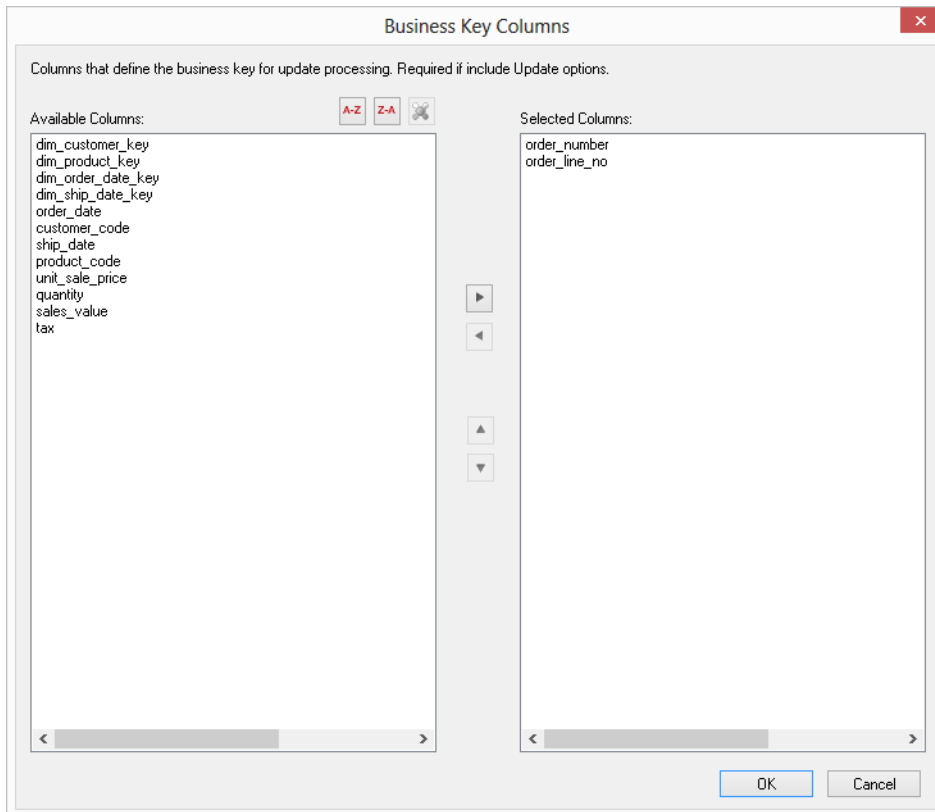 Business Key Columns
Columns that define the business key for update processing. Required if include Update options.
Available Columns:
A-Z
Z-A
dim_customer_key
dim_product_key
dim_order_date_key
dim_ship_date_key
order_date
customer_code
ship_date
product_code
unit_sale_price
quantity
sales_value
tax
Selected Columns:
order_number
order_line_no
OK
Cancel